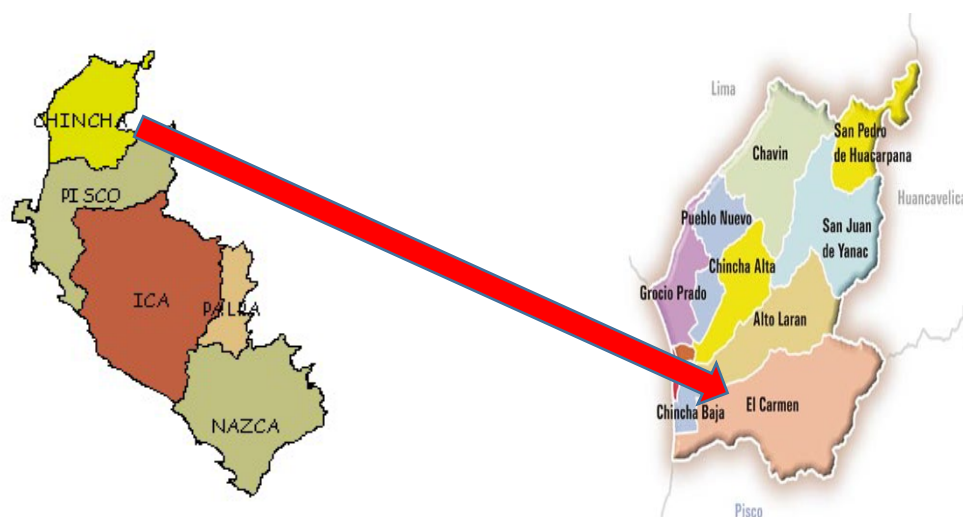 CHINCHA
PISCO
ICA
PALPA
NAZCA
Lima
Chavin
San Pedro
de Huacarpana
Huancavelica
Pueblo Nuevo
San Juan
de Yanac
Chincha Alta
Grocio Prado
Alto Laran
Chincha Baja
El Carmen
Pisco